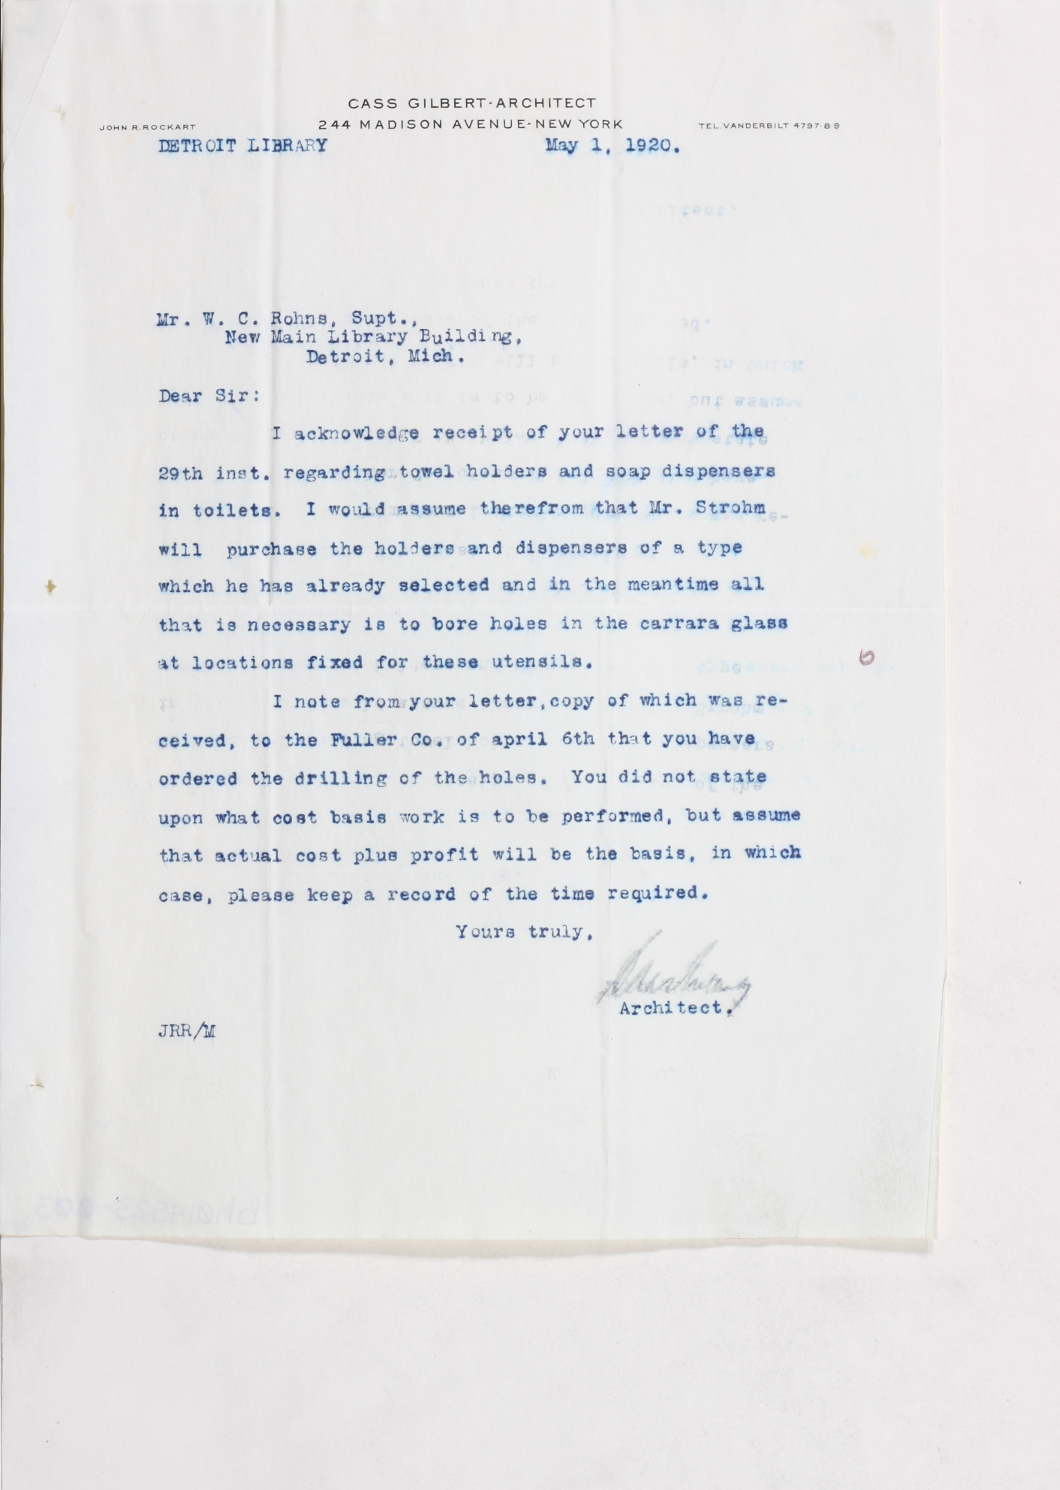 CASS GILBERT·ARCHITECT
244 MADISON AVENUE·NEW YORK
JOHN R. ROCKART
TEL. VANDERBILT 4797-8-9
DETROIT LIBRARY May 1, 1920.
Mr. W. C. Rohns, Supt.,
New Main Library Building,
Detroit, Mich.
Dear Sir:
I acknowledge receipt of your letter of the
29th inst. regarding towel holders and soap dispensers
in toilets. I would assume therefrom that Mr. Strohm
will purchase the holders and dispensers of a type
which he has already selected and in the meantime all
that is necessary is to bore holes in the carrara glass
at locations fixed for these utensils.
6
I note from your letter,copy of which was re-
ceived, to the Fuller Co. of april 6th that you have
ordered the drilling of the holes. You did not state
upon what cost basis work is to be performed, but assume
that actual cost plus profit will be the basis, in which
case, please keep a record of the time required.
Yours truly,
Architect.
JRR/M